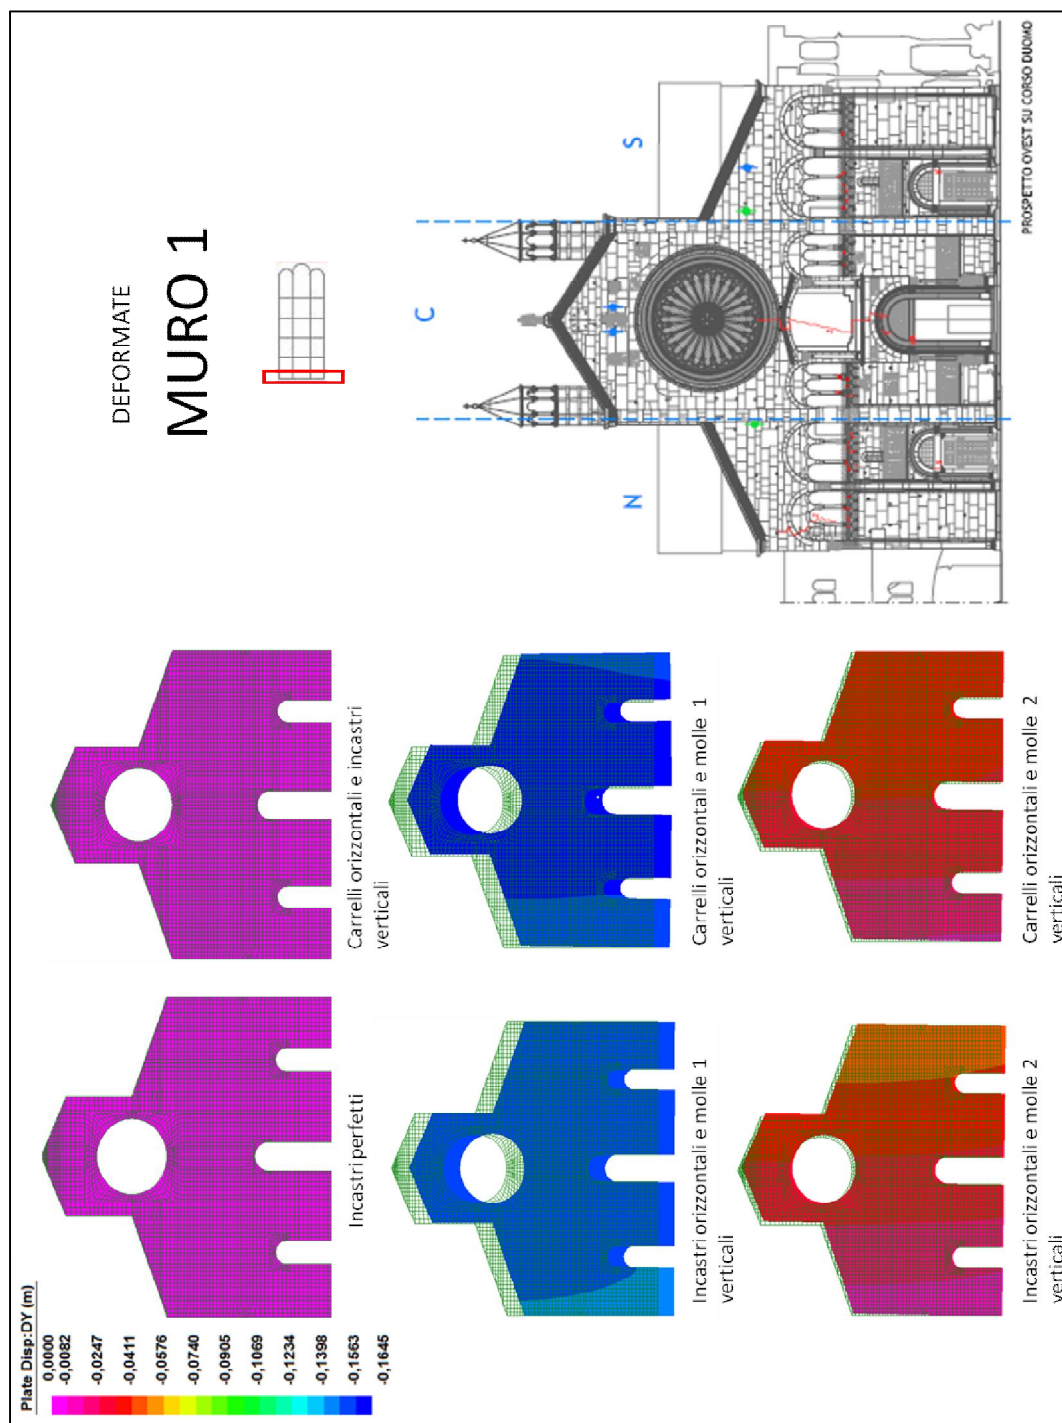 Plate Disp:DY (m)
0,0000
-0,0082
-0,0247
-0,0411
-0,0576
-0,0740
-0,0905
-0,1069
-0,1234
-0,1398
-0,1563
-0,1645
Incastri perfetti
Carrelli orizzontali e incastri
verticali
Incastri orizzontali e molle 1
verticali
Carrelli orizzontali e molle 1
verticali
Incastri orizzontali e molle 2
verticali
Carrelli orizzontali e molle 2
verticali
DEFORMATE
MURO 1
N
C
S
PROSPETTO OVEST SU CORSO DUOMO